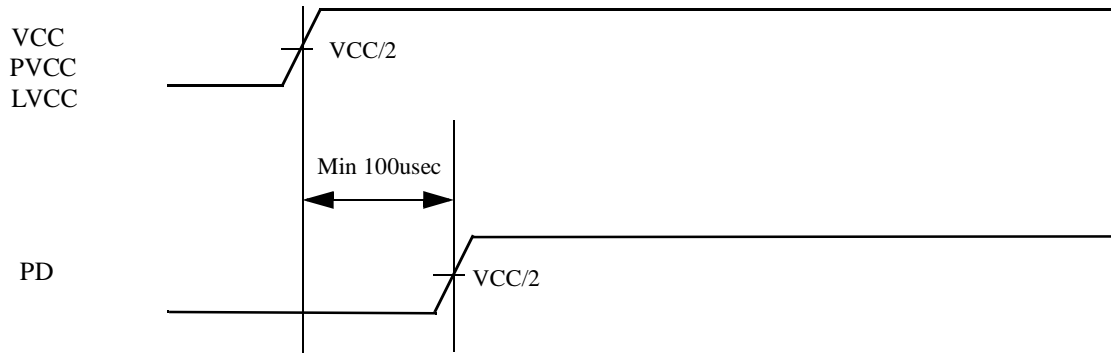 VCC
PVCC
LVCC
VCC/2
Min 100usec
PD
VCC/2